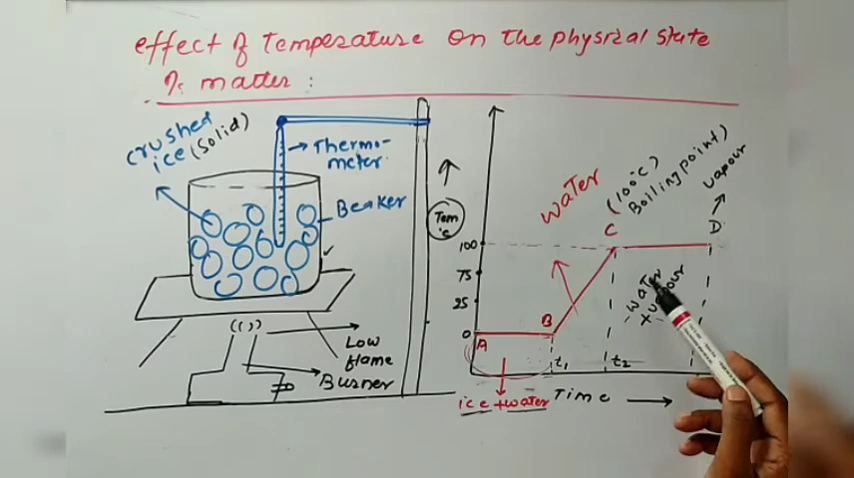 effect of Temperature on the physical state
of matter :
crushed
ice (solid)
Thermo-
meter
Beaker
Low
flame
Burner
Tem
°C
100
75
25
0
A
B
C
D
t₁
t₂
water
(100°C)
Boiling point)
vapour
water
+ vapour
ice + water
Time